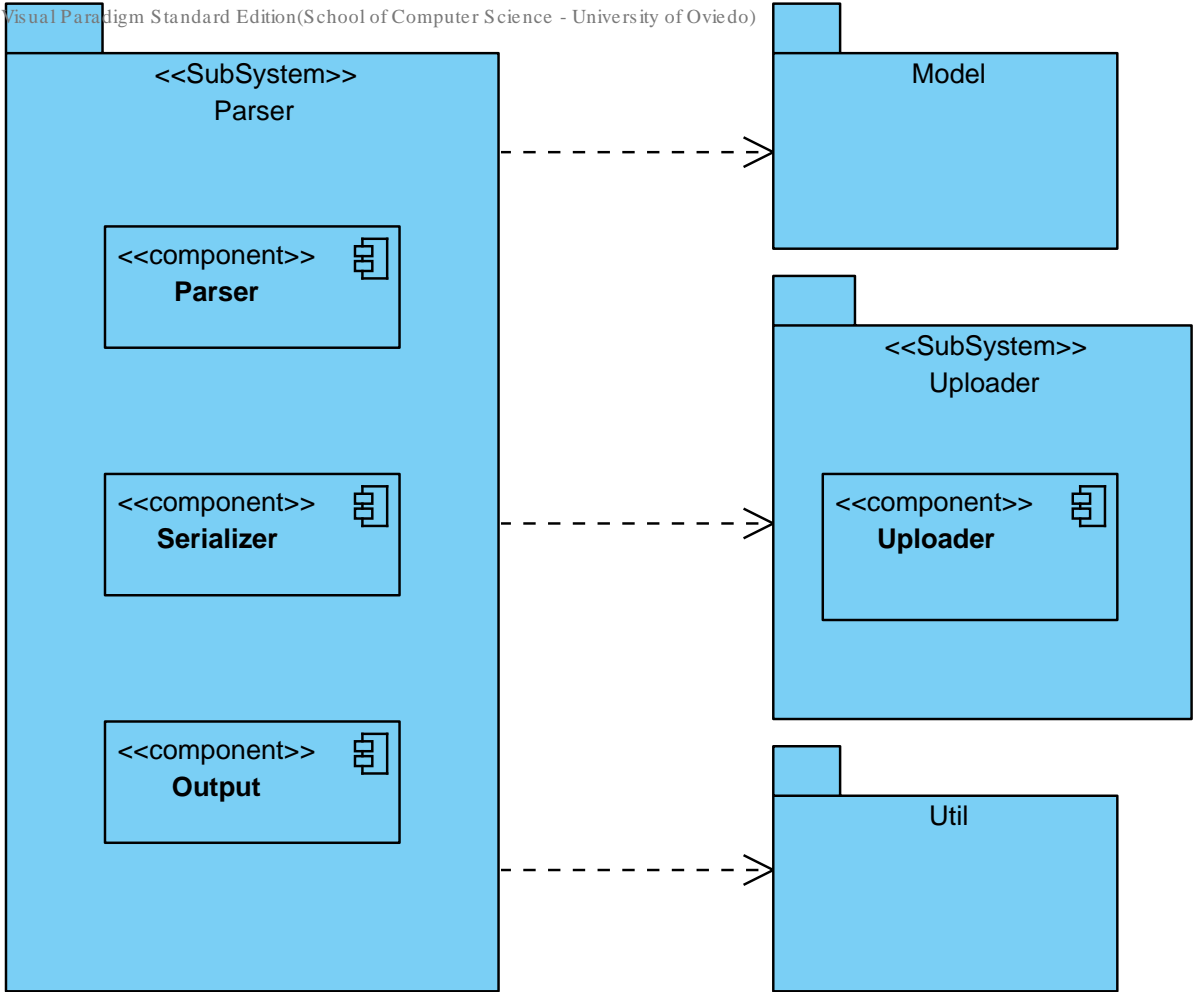 Visual Paradigm Standard Edition(School of Computer Science - University of Oviedo)
<<SubSystem>>
Parser
<<component>>
Parser
<<component>>
Serializer
<<component>>
Output
Model
<<SubSystem>>
Uploader
<<component>>
Uploader
Util